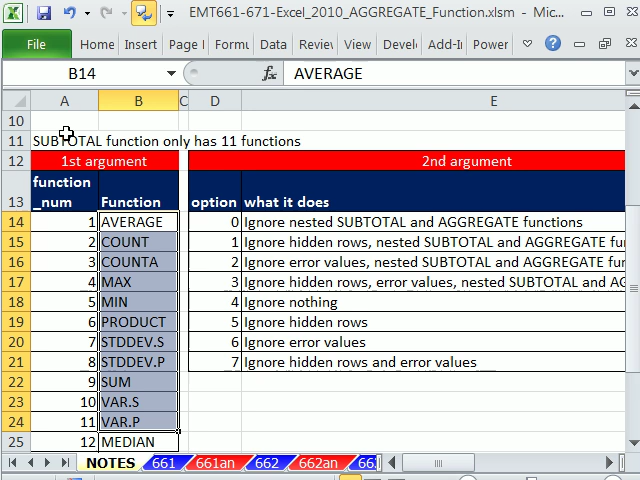 EMT661-671-Excel_2010_AGGREGATE_Function.xlsm - Mic...
File Home Insert Page l Formu Data Review View Develo Add-I Power
B14 fx AVERAGE
A B C D E
10
11 SUBTOTAL function only has 11 functions
12 1st argument 2nd argument
function
13 _num Function option what it does
14 1 AVERAGE 0 Ignore nested SUBTOTAL and AGGREGATE functions
15 2 COUNT 1 Ignore hidden rows, nested SUBTOTAL and AGGREGATE fur
16 3 COUNTA 2 Ignore error values, nested SUBTOTAL and AGGREGATE fun
17 4 MAX 3 Ignore hidden rows, error values, nested SUBTOTAL and AG
18 5 MIN 4 Ignore nothing
19 6 PRODUCT 5 Ignore hidden rows
20 7 STDDEV.S 6 Ignore error values
21 8 STDDEV.P 7 Ignore hidden rows and error values
22 9 SUM
23 10 VAR.S
24 11 VAR.P
25 12 MEDIAN
NOTES 661 661an 662 662an 66